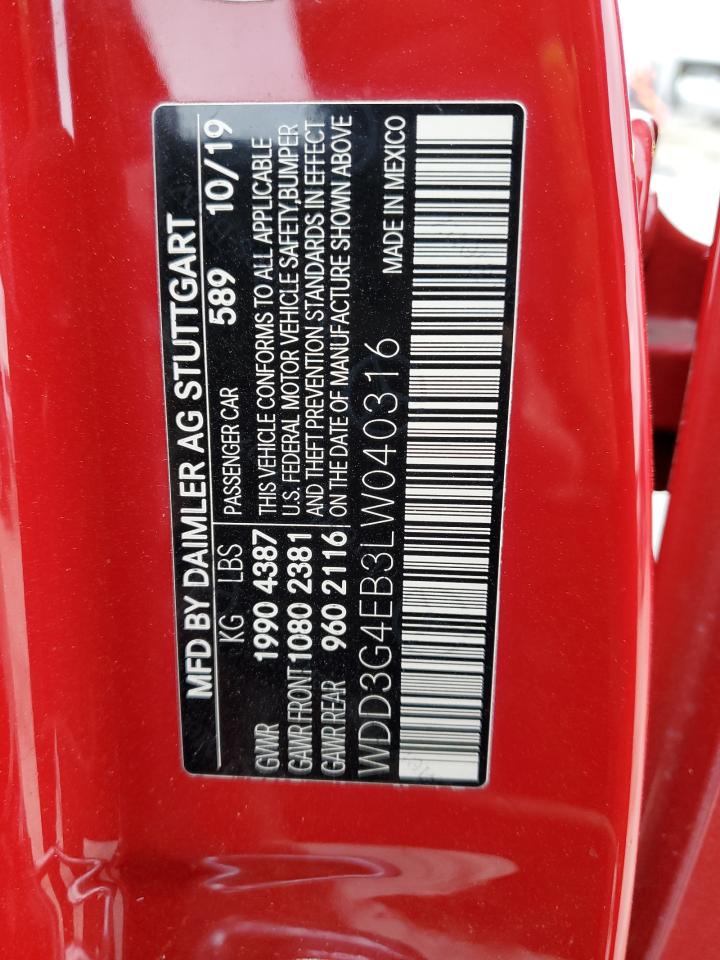 MFD BY DAIMLER AG STUTTGART
KG LBS PASSENGER CAR 589 10/19
GWR 1990 4387 THIS VEHICLE CONFORMS TO ALL APPLICABLE
GAWR FRONT 1080 2381 U.S. FEDERAL MOTOR VEHICLE SAFETY,BUMPER
GAWR REAR 960 2116 AND THEFT PREVENTION STANDARDS IN EFFECT
ON THE DATE OF MANUFACTURE SHOWN ABOVE
WDD3G4EB3LW040316 MADE IN MEXICO